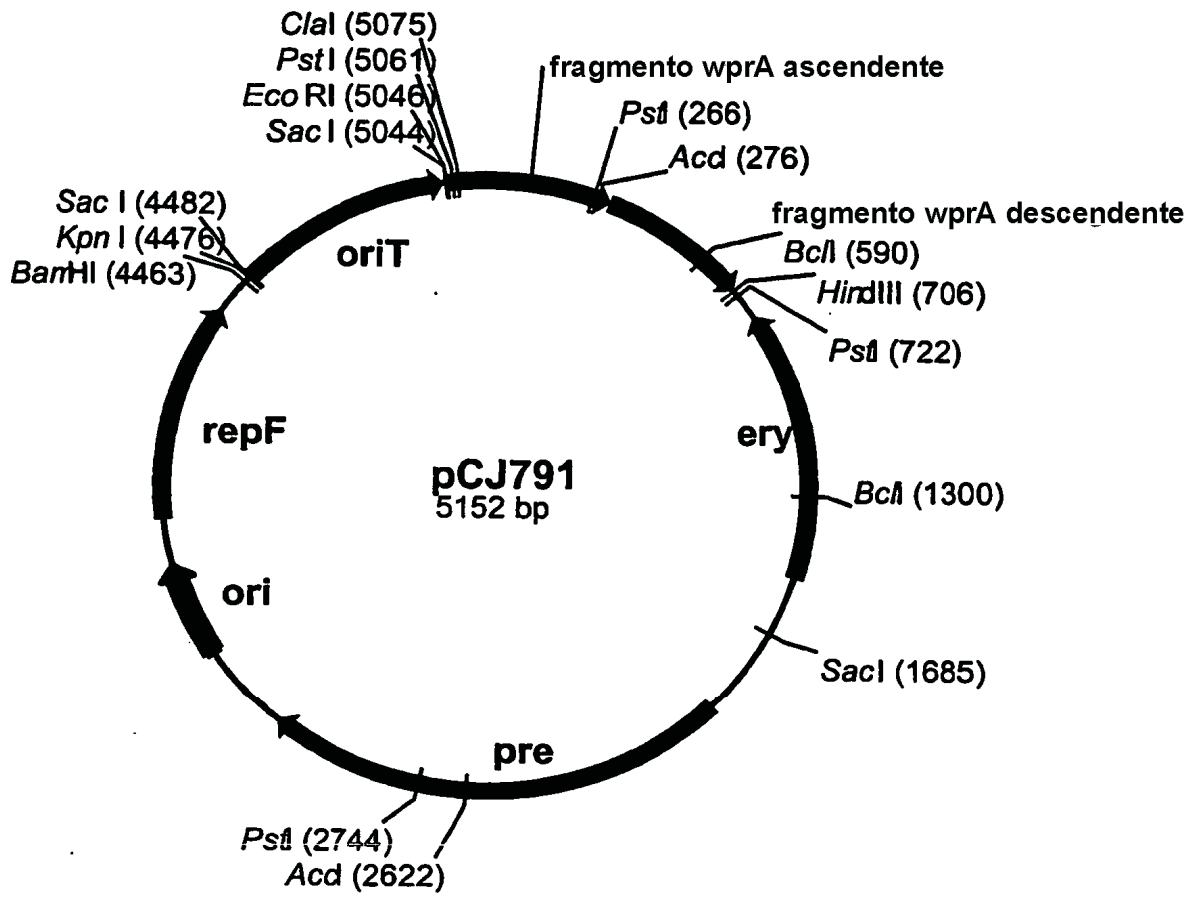 ClaI (5075)
PstI (5061)
EcoRI (5046)
SacI (5044)
fragmento wprA ascendente
PstI (266)
AccI (276)
SacI (4482)
KpnI (4476)
BamHI (4463)
oriT
fragmento wprA descendente
BclI (590)
HindIII (706)
PstI (722)
repF
ery
pCJ791
5152 bp
BclI (1300)
ori
SacI (1685)
pre
PstI (2744)
AccI (2622)